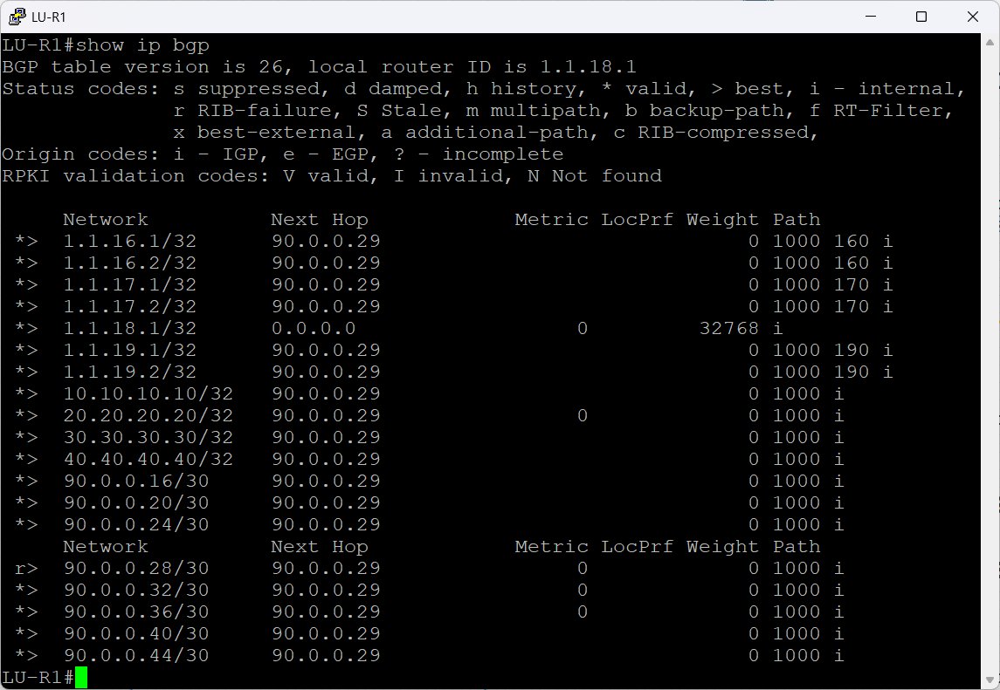 LU-R1
LU-R1#show ip bgp
BGP table version is 26, local router ID is 1.1.18.1
Status codes: s suppressed, d damped, h history, * valid, > best, i - internal,
              r RIB-failure, S Stale, m multipath, b backup-path, f RT-Filter,
              x best-external, a additional-path, c RIB-compressed,
Origin codes: i - IGP, e - EGP, ? - incomplete
RPKI validation codes: V valid, I invalid, N Not found

     Network          Next Hop            Metric LocPrf Weight Path
 *>  1.1.16.1/32      90.0.0.29                              0 1000 160 i
 *>  1.1.16.2/32      90.0.0.29                              0 1000 160 i
 *>  1.1.17.1/32      90.0.0.29                              0 1000 170 i
 *>  1.1.17.2/32      90.0.0.29                              0 1000 170 i
 *>  1.1.18.1/32      0.0.0.0                  0         32768 i
 *>  1.1.19.1/32      90.0.0.29                              0 1000 190 i
 *>  1.1.19.2/32      90.0.0.29                              0 1000 190 i
 *>  10.10.10.10/32   90.0.0.29                              0 1000 i
 *>  20.20.20.20/32   90.0.0.29                0             0 1000 i
 *>  30.30.30.30/32   90.0.0.29                              0 1000 i
 *>  40.40.40.40/32   90.0.0.29                              0 1000 i
 *>  90.0.0.16/30     90.0.0.29                              0 1000 i
 *>  90.0.0.20/30     90.0.0.29                              0 1000 i
 *>  90.0.0.24/30     90.0.0.29                              0 1000 i
     Network          Next Hop            Metric LocPrf Weight Path
 r>  90.0.0.28/30     90.0.0.29                0             0 1000 i
 *>  90.0.0.32/30     90.0.0.29                0             0 1000 i
 *>  90.0.0.36/30     90.0.0.29                0             0 1000 i
 *>  90.0.0.40/30     90.0.0.29                              0 1000 i
 *>  90.0.0.44/30     90.0.0.29                              0 1000 i
LU-R1#